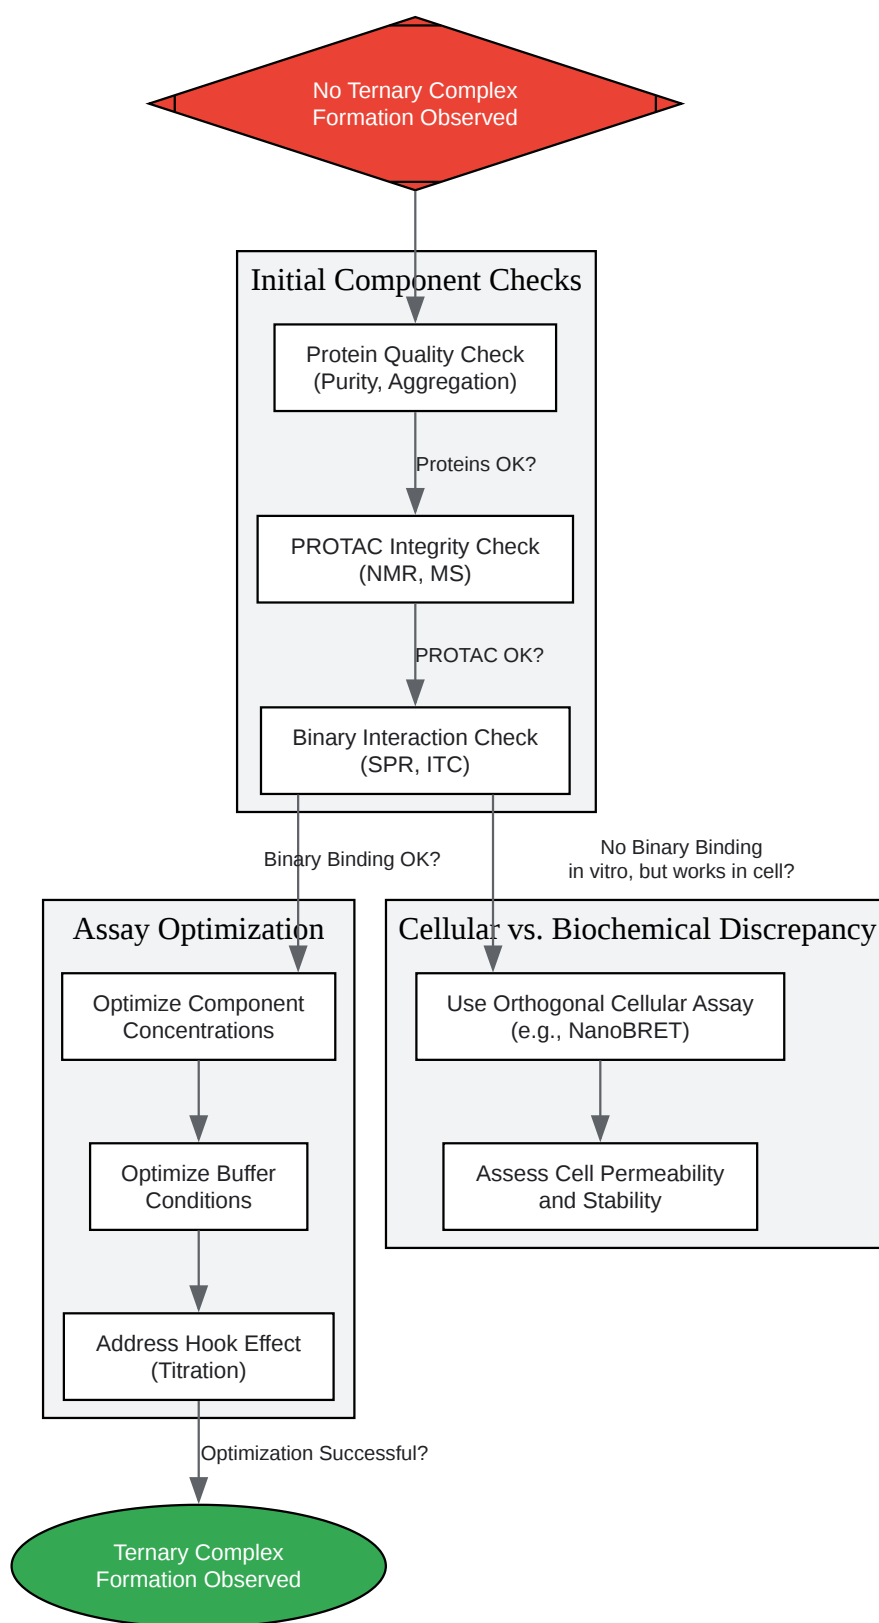 No Ternary Complex
Formation Observed
Initial Component Checks
Protein Quality Check
(Purity, Aggregation)
Proteins OK?
PROTAC Integrity Check
(NMR, MS)
PROTAC OK?
Binary Interaction Check
(SPR, ITC)
Binary Binding OK?
No Binary Binding
in vitro, but works in cell?
Assay Optimization
Optimize Component
Concentrations
Optimize Buffer
Conditions
Address Hook Effect
(Titration)
Cellular vs. Biochemical Discrepancy
Use Orthogonal Cellular Assay
(e.g., NanoBRET)
Assess Cell Permeability
and Stability
Optimization Successful?
Ternary Complex
Formation Observed